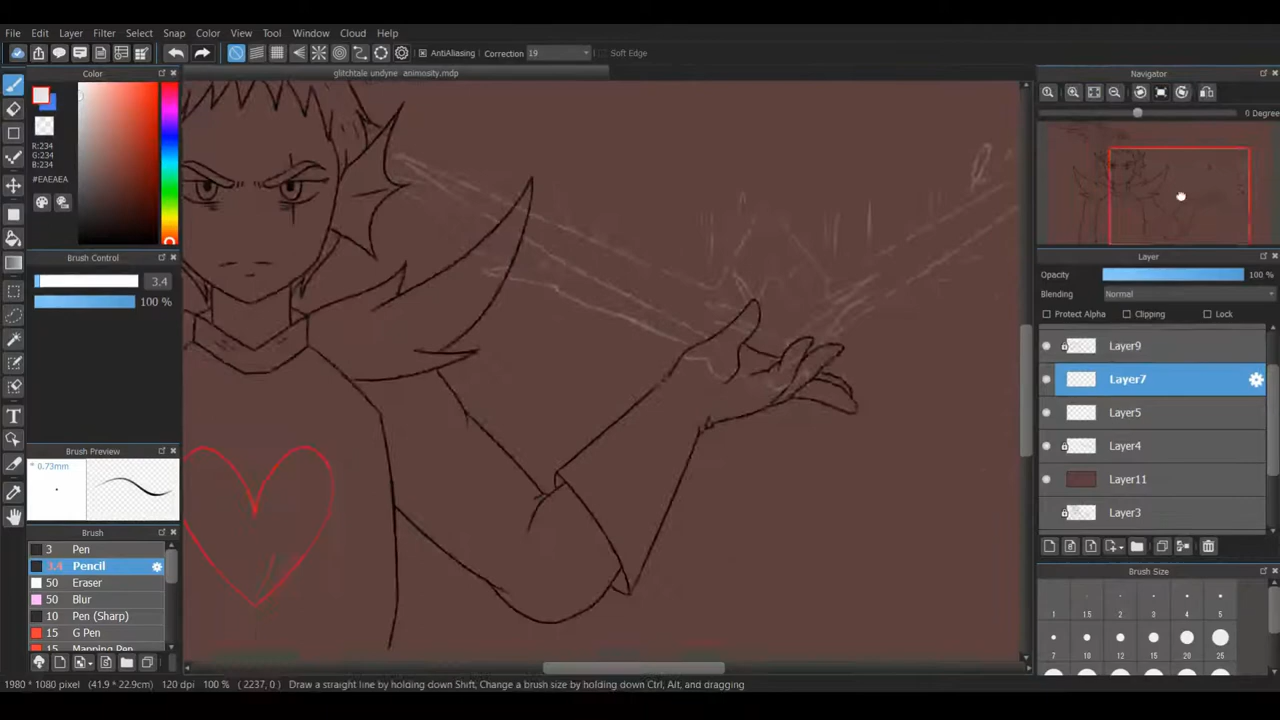 File Edit Layer Filter Select Snap Color View Tool Window Cloud Help
AntiAliasing Correction 19 Soft Edge
Color
glitchtale undyne animosity.mdp
Navigator
0 Degree
R:234
G:234
B:234
#EAEAEA
Brush Control
3.4
100 %
Layer
Opacity 100 %
Blending Normal
Protect Alpha Clipping Lock
Layer9
Layer7
Layer5
Layer4
Layer11
Layer3
Brush Preview
* 0.73mm
Brush
3 Pen
3.4 Pencil
50 Eraser
50 Blur
10 Pen (Sharp)
15 G Pen
15 Mapping Pen
Brush Size
1 1.5 2 3 4 5
7 10 12 15 20 25
1980 * 1080 pixel (41.9 * 22.9cm) 120 dpi 100 % ( 2237, 0 ) Draw a straight line by holding down Shift, Change a brush size by holding down Ctrl, Alt, and dragging